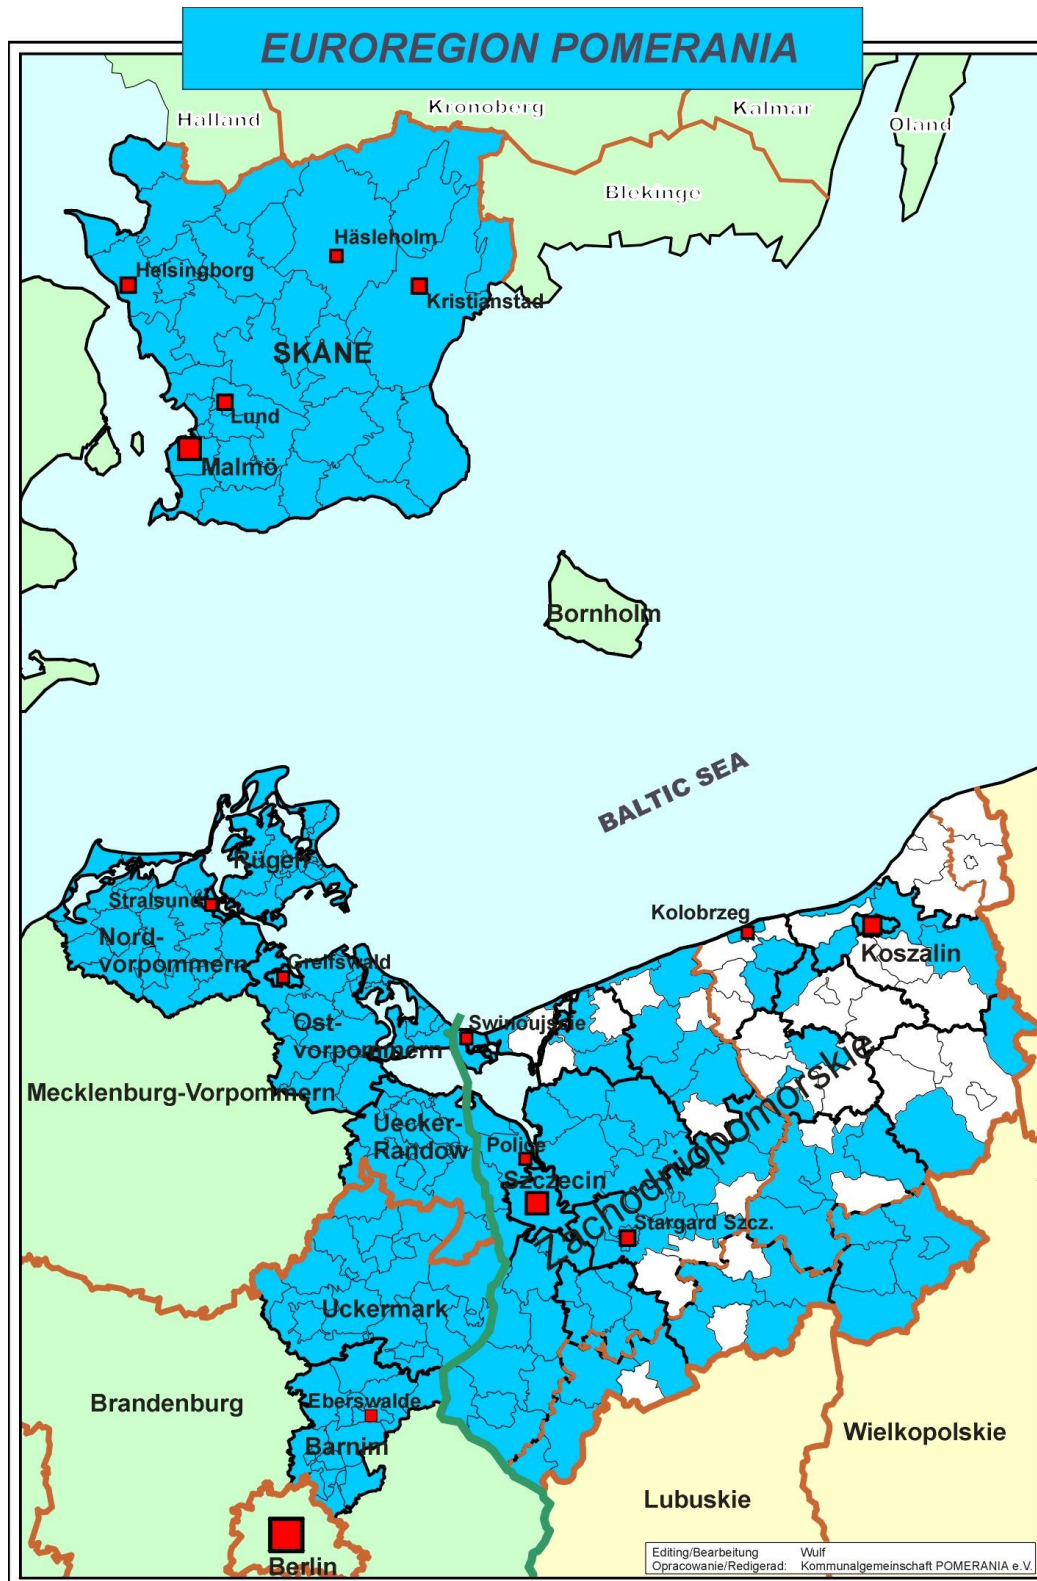 EUROREGION POMERANIA
Halland
Kronoberg
Kalmar
Öland
Blekinge
Häsleholm
Helsingborg
Kristianstad
SKÅNE
Lund
Malmö
Bornholm
BALTIC SEA
Rügen
Stralsund
Nord-
vorpommern
Greifswald
Kolobrzeg
Koszalin
Ost-
vorpommern
Swinoujscie
Mecklenburg-Vorpommern
Uecker-
Randow
Police
Szczecin
Zachodniopomorskie
Stargard Szcz.
Uckermark
Brandenburg
Eberswalde
Barnim
Wielkopolskie
Lubuskie
Berlin
Editing/Bearbeitung Wulf
Opracowanie/Redigerad: Kommunalgemeinschaft POMERANIA e.V.